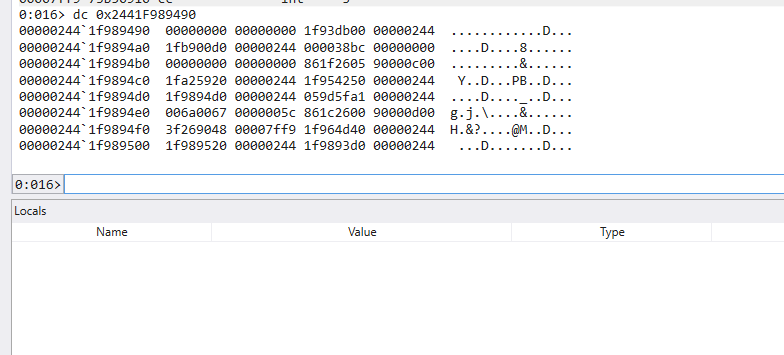 0:016> dc 0x2441F989490
00000244`1f989490  00000000 00000000 1f93db00 00000244  ............D...
00000244`1f9894a0  1fb900d0 00000244 000038bc 00000000  ....D....8......
00000244`1f9894b0  00000000 00000000 861f2605 90000c00  .........&......
00000244`1f9894c0  1fa25920 00000244 1f954250 00000244   Y..D...PB..D...
00000244`1f9894d0  1f9894d0 00000244 059d5fa1 00000244  ....D...._..D...
00000244`1f9894e0  006a0067 0000005c 861c2600 90000d00  g.j.\....&......
00000244`1f9894f0  3f269048 00007ff9 1f964d40 00000244  H.&?....@M..D...
00000244`1f989500  1f989520 00000244 1f9893d0 00000244   ...D.......D...
0:016>
Locals
Name Value Type